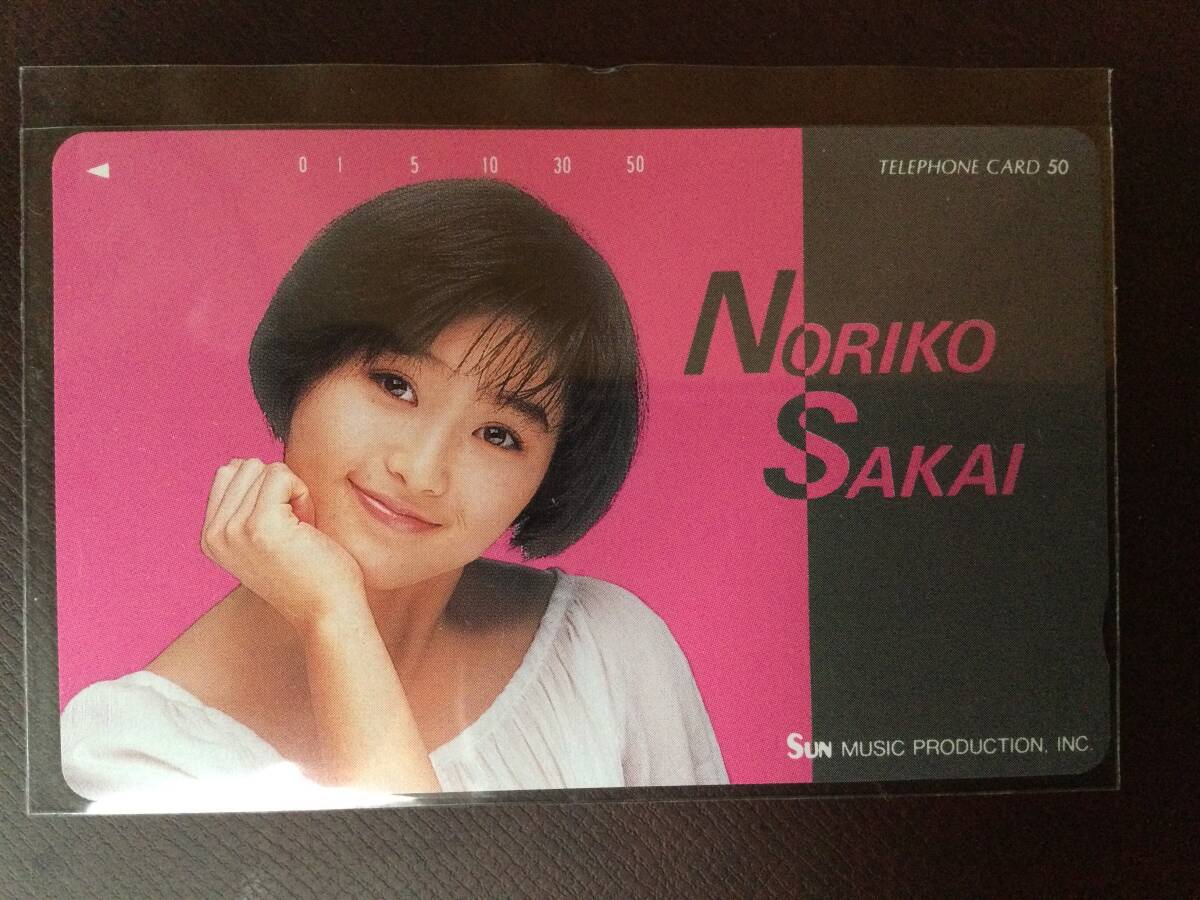 0 1 5 10 30 50
TELEPHONE CARD 50
NORIKO
SAKAI
SUN MUSIC PRODUCTION, INC.